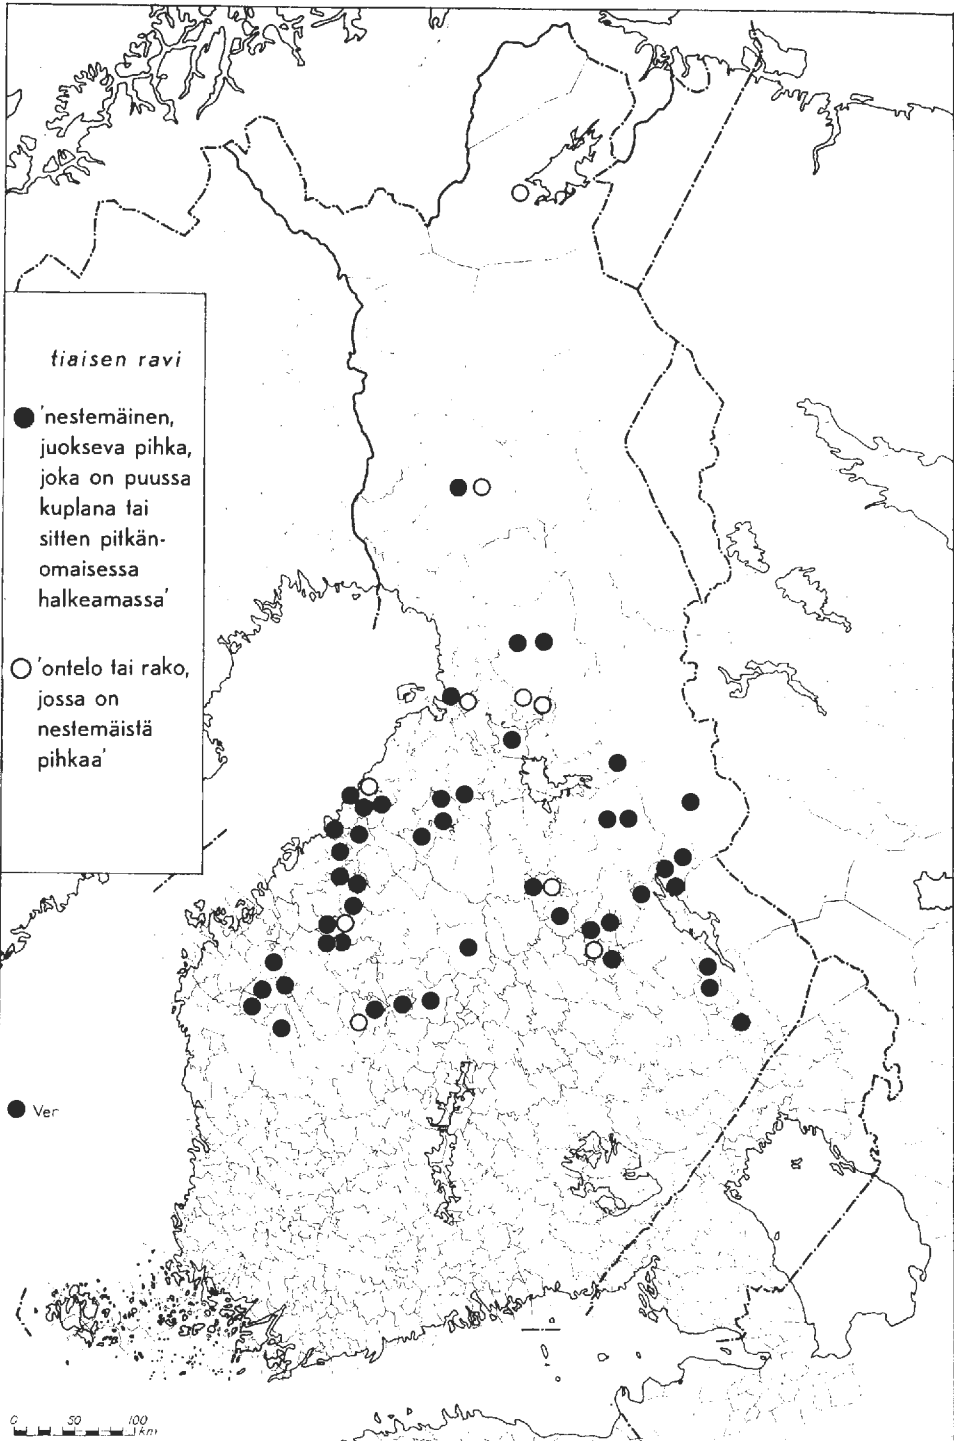 tiaisen ravi
'nestemäinen,
juokseva pihka,
joka on puussa
kuplana tai
sitten pitkän-
omaisessa
halkeamassa'
'ontelo tai rako,
jossa on
nestemäistä
pihkaa'
Ver
0 50 100
km